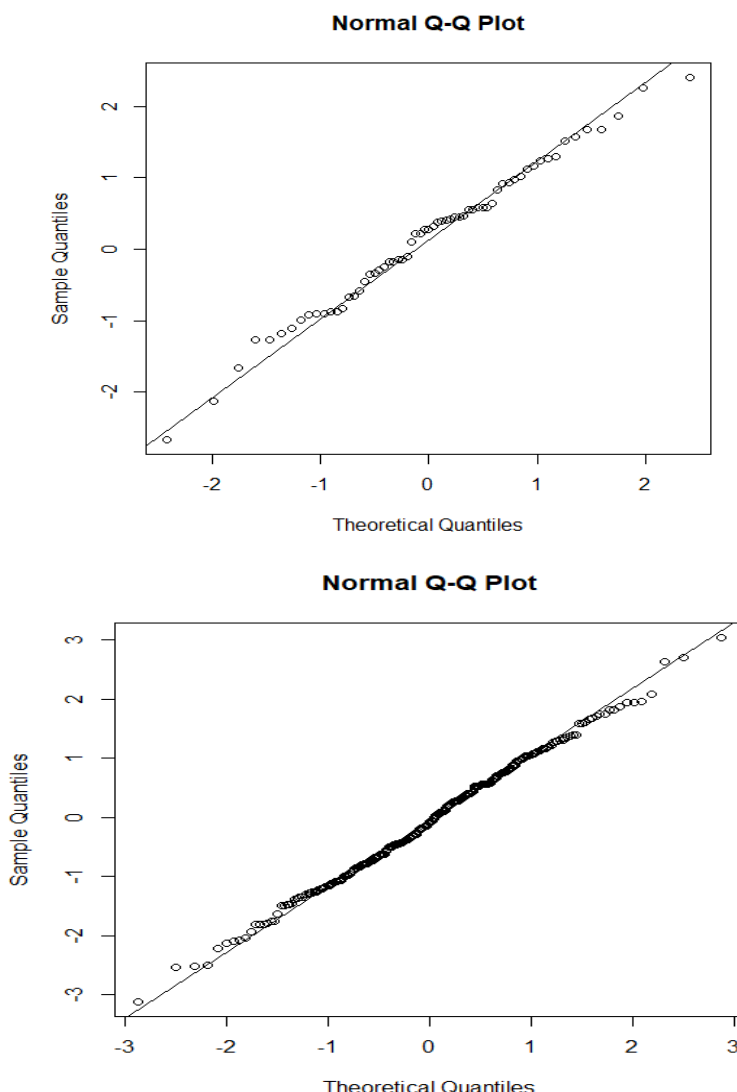 Normal Q-Q Plot
2
1
0
-1
-2
Sample Quantiles
-2 -1 0 1 2
Theoretical Quantiles
Normal Q-Q Plot
3
2
1
0
-1
-2
-3
Sample Quantiles
-3 -2 -1 0 1 2 3
Theoretical Quantiles